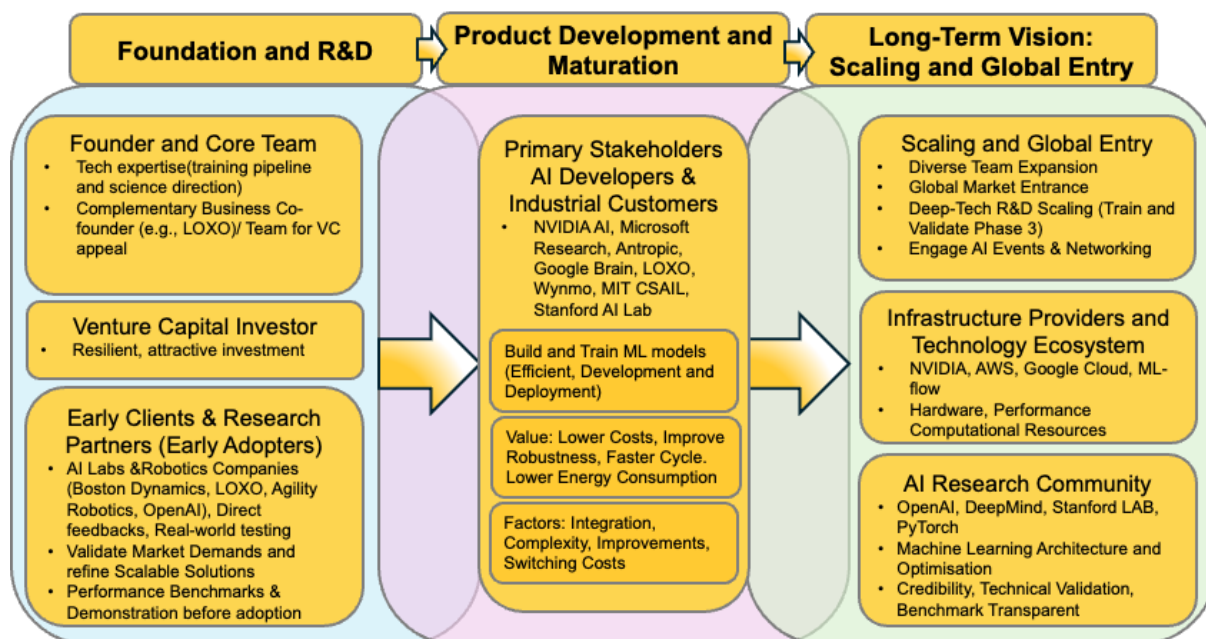 Foundation and R&D
Product Development and
Maturation
Long-Term Vision:
Scaling and Global Entry
Founder and Core Team
• Tech expertise(training pipeline
and science direction)
• Complementary Business Co-
founder (e.g., LOXO)/ Team for VC
appeal
Venture Capital Investor
• Resilient, attractive investment
Early Clients & Research
Partners (Early Adopters)
• AI Labs &Robotics Companies
(Boston Dynamics, LOXO, Agility
Robotics, OpenAI), Direct
feedbacks, Real-world testing
• Validate Market Demands and
refine Scalable Solutions
• Performance Benchmarks &
Demonstration before adoption
Primary Stakeholders
AI Developers &
Industrial Customers
• NVIDIA AI, Microsoft
Research, Antropic,
Google Brain, LOXO,
Wynmo, MIT CSAIL,
Stanford AI Lab
Build and Train ML models
(Efficient, Development and
Deployment)
Value: Lower Costs, Improve
Robustness, Faster Cycle.
Lower Energy Consumption
Factors: Integration,
Complexity, Improvements,
Switching Costs
Scaling and Global Entry
• Diverse Team Expansion
• Global Market Entrance
• Deep-Tech R&D Scaling (Train and
Validate Phase 3)
• Engage AI Events & Networking
Infrastructure Providers and
Technology Ecosystem
• NVIDIA, AWS, Google Cloud, ML-
flow
• Hardware, Performance
Computational Resources
AI Research Community
• OpenAI, DeepMind, Stanford LAB,
PyTorch
• Machine Learning Architecture and
Optimisation
• Credibility, Technical Validation,
Benchmark Transparent